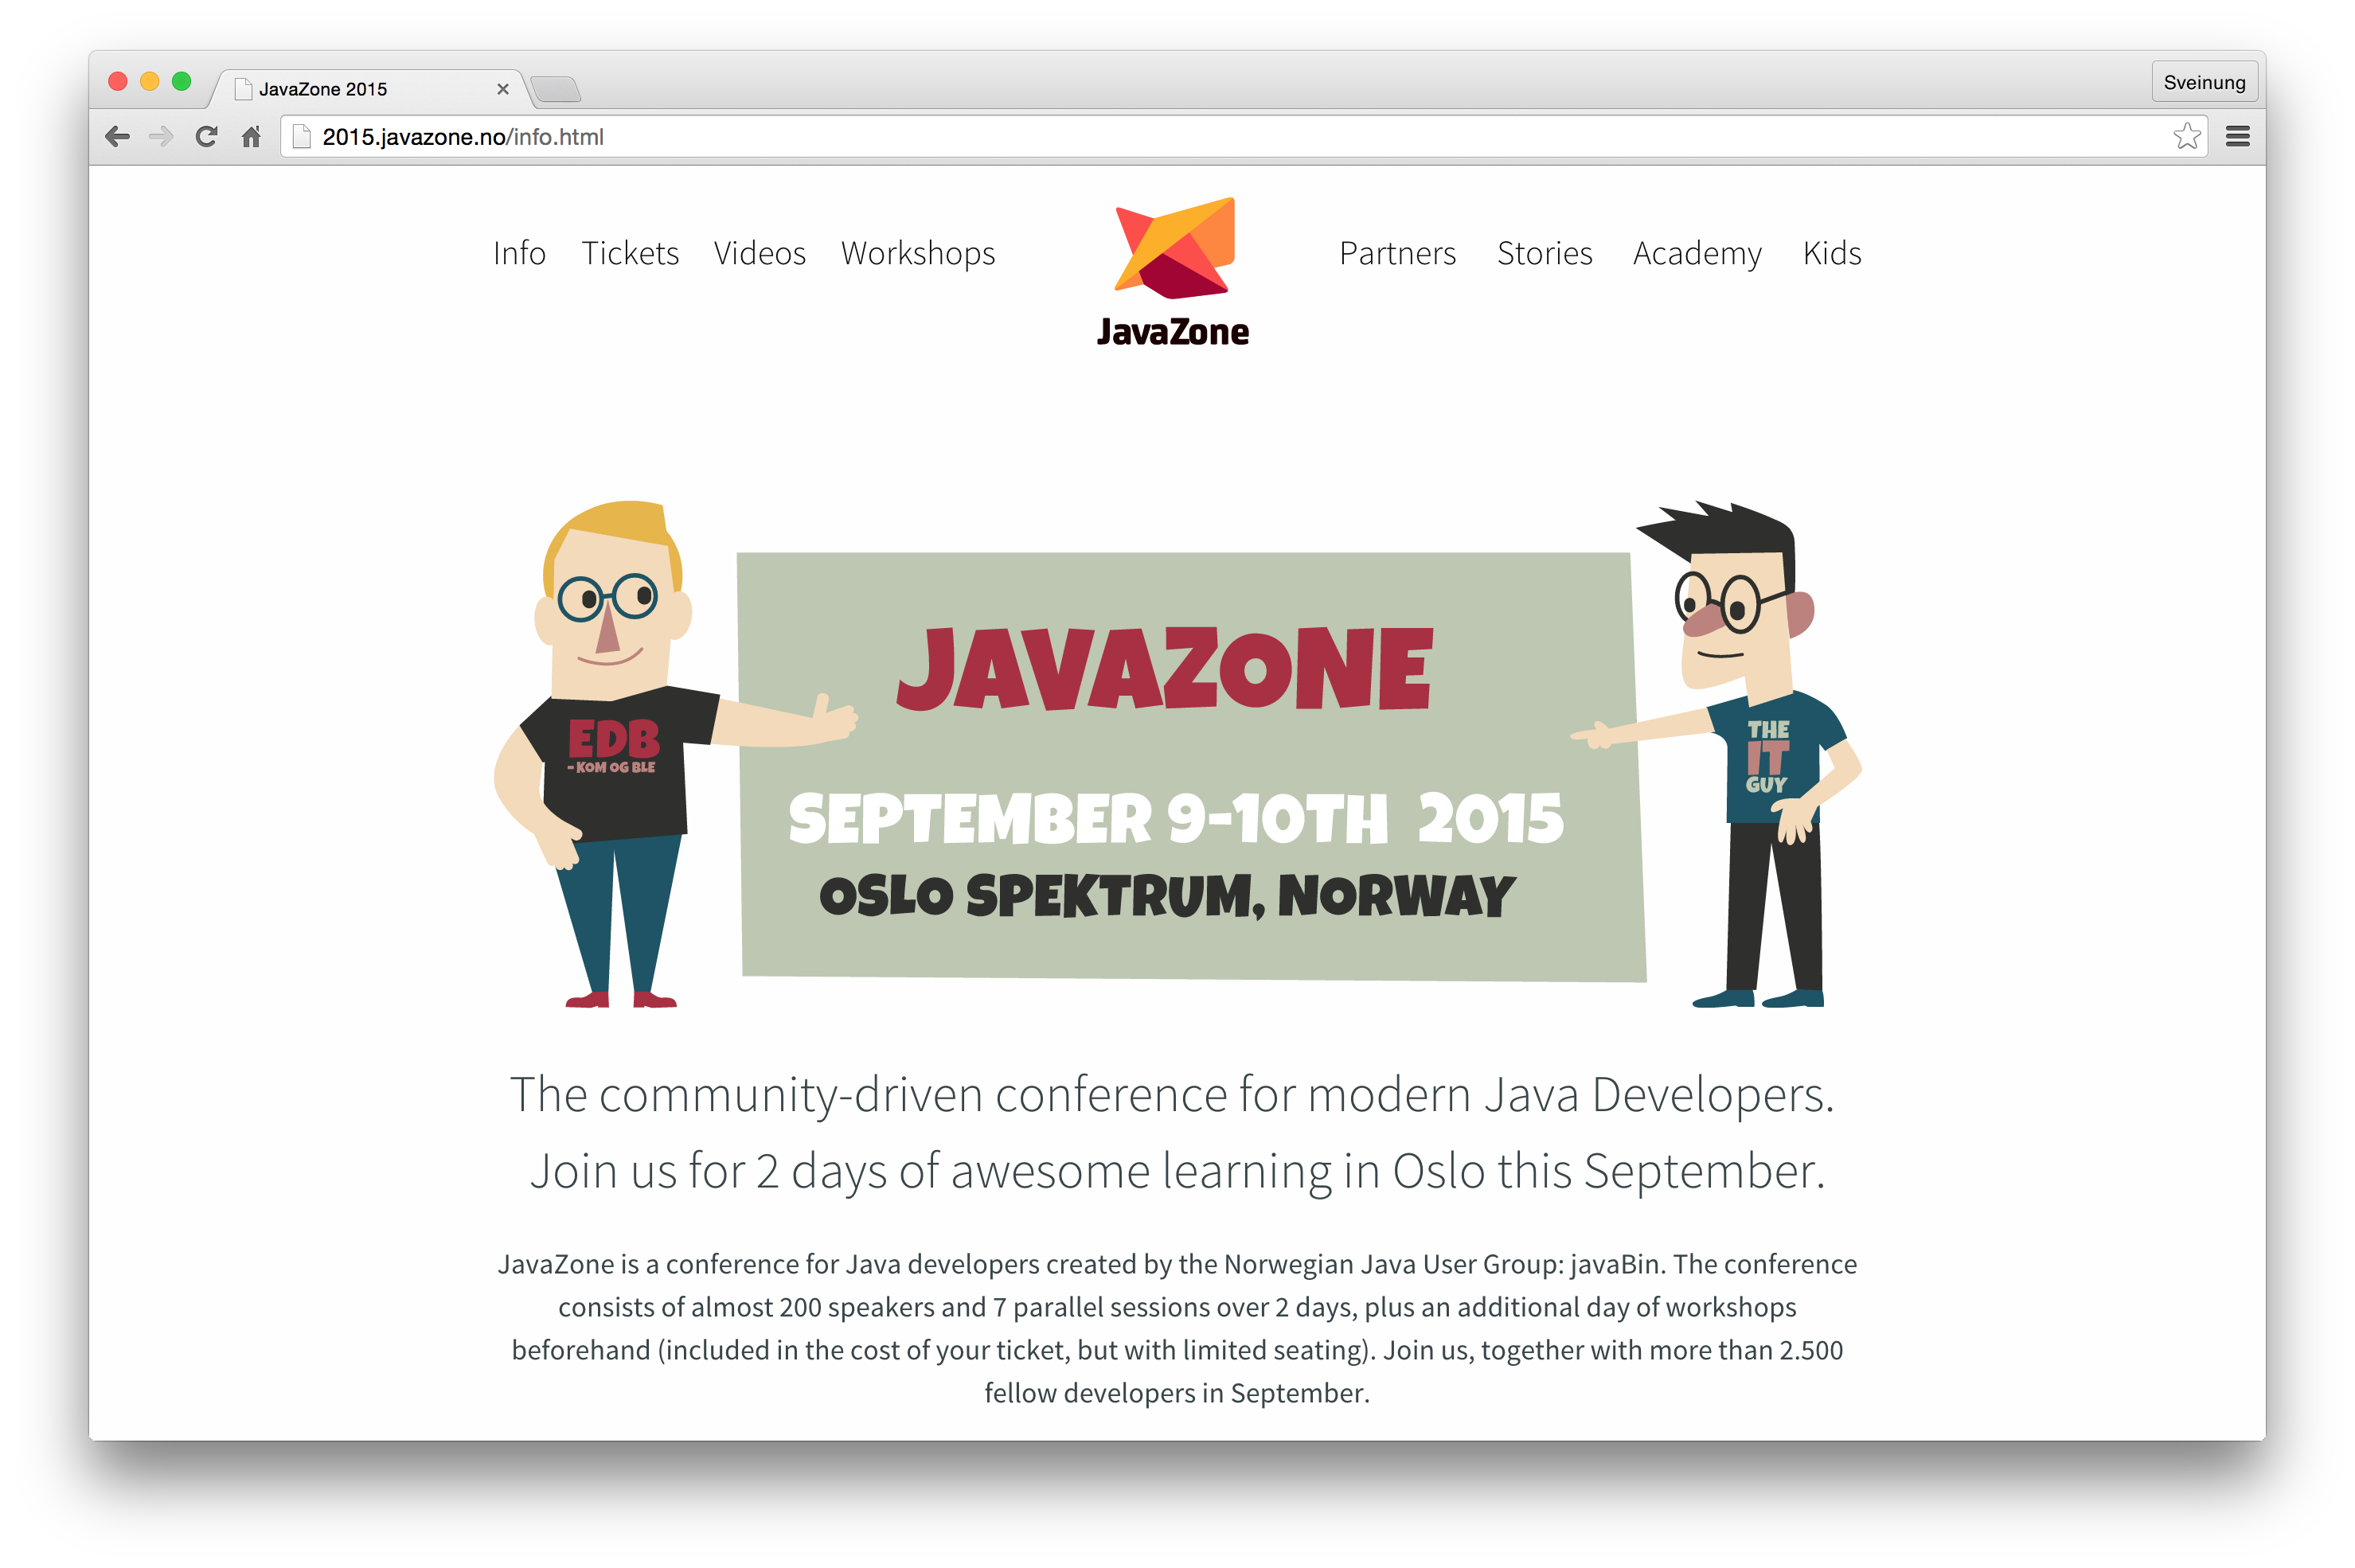 JavaZone 2015
Sveinung
2015.javazone.no/info.html
Info Tickets Videos Workshops
JavaZone
Partners Stories Academy Kids
JAVAZONE
EDB
- KOM OG BLE
THE
IT
GUY
SEPTEMBER 9-10TH 2015
OSLO SPEKTRUM, NORWAY
The community-driven conference for modern Java Developers.
Join us for 2 days of awesome learning in Oslo this September.
JavaZone is a conference for Java developers created by the Norwegian Java User Group: javaBin. The conference
consists of almost 200 speakers and 7 parallel sessions over 2 days, plus an additional day of workshops
beforehand (included in the cost of your ticket, but with limited seating). Join us, together with more than 2.500
fellow developers in September.